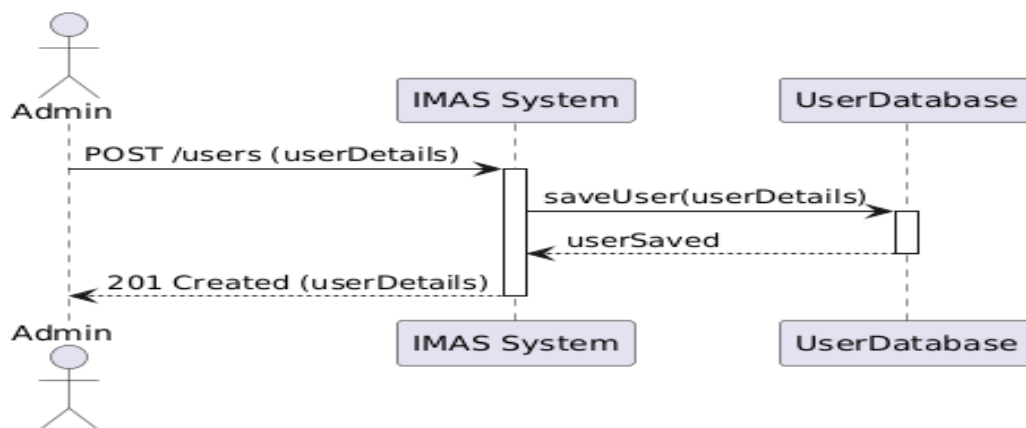 Admin
IMAS System
UserDatabase
POST /users (userDetails)
saveUser(userDetails)
userSaved
201 Created (userDetails)
Admin
IMAS System
UserDatabase